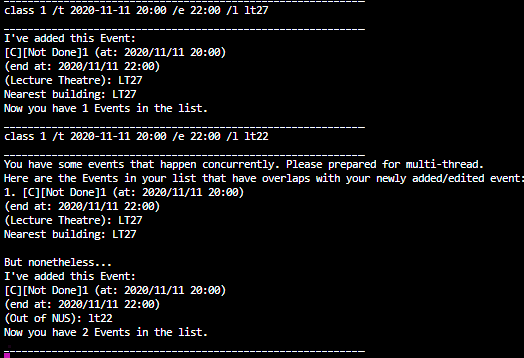 ____________________________________________________________
class 1 /t 2020-11-11 20:00 /e 22:00 /l lt27
____________________________________________________________
I've added this Event:
[C][Not Done]1 (at: 2020/11/11 20:00)
(end at: 2020/11/11 22:00)
(Lecture Theatre): LT27
Nearest building: LT27
Now you have 1 Events in the list.
____________________________________________________________
class 1 /t 2020-11-11 20:00 /e 22:00 /l lt22
____________________________________________________________
You have some events that happen concurrently. Please prepared for multi-thread.
Here are the Events in your list that have overlaps with your newly added/edited event:
1. [C][Not Done]1 (at: 2020/11/11 20:00)
(end at: 2020/11/11 22:00)
(Lecture Theatre): LT27
Nearest building: LT27
But nonetheless...
I've added this Event:
[C][Not Done]1 (at: 2020/11/11 20:00)
(end at: 2020/11/11 22:00)
(Out of NUS): lt22
Now you have 2 Events in the list.
____________________________________________________________